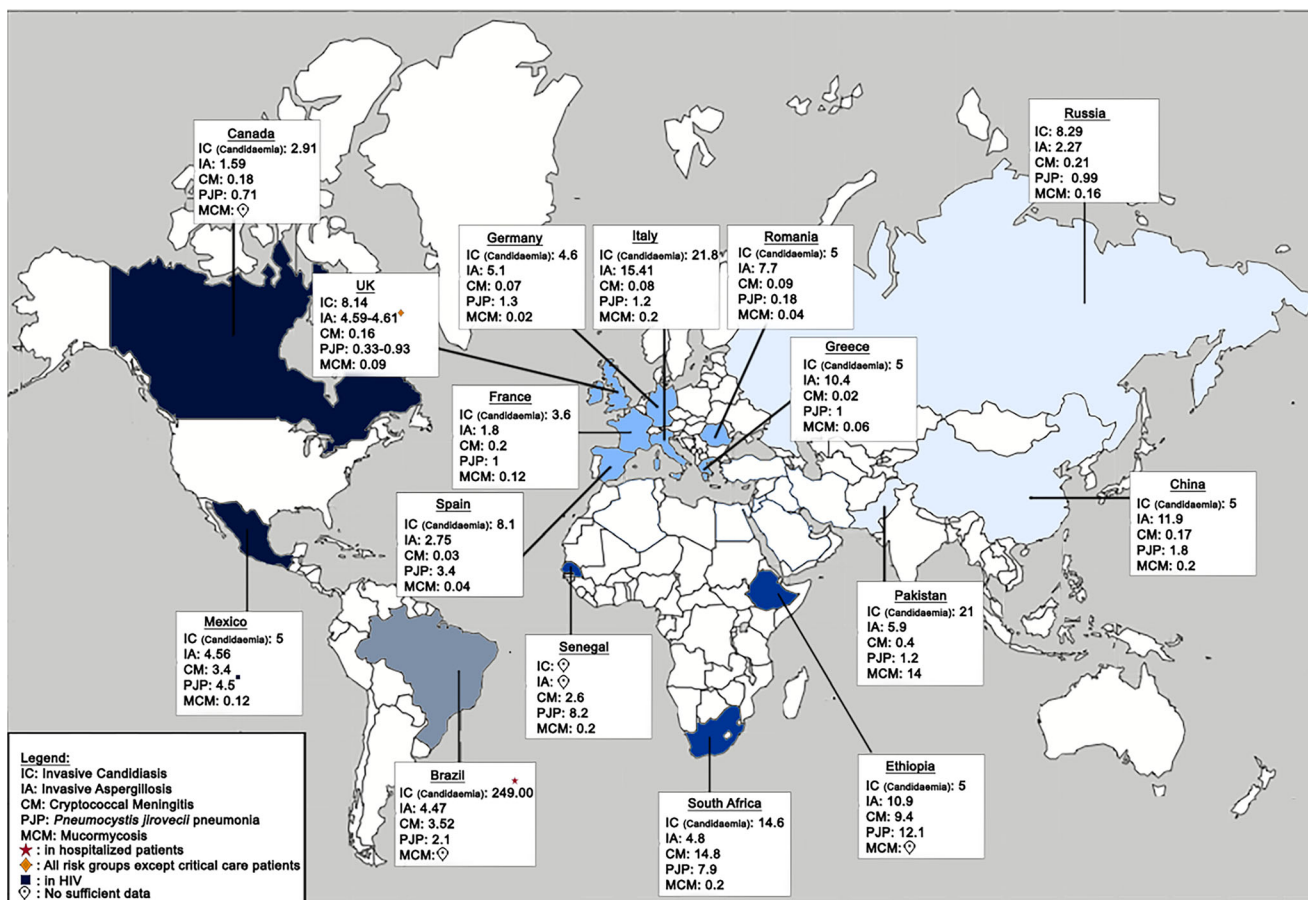 Canada
IC (Candidaemia): 2.91
IA: 1.59
CM: 0.18
PJP: 0.71
MCM:
Russia
IC: 8.29
IA: 2.27
CM: 0.21
PJP: 0.99
MCM: 0.16
Germany
IC (Candidaemia): 4.6
IA: 5.1
CM: 0.07
PJP: 1.3
MCM: 0.02
Italy
IC (Candidaemia): 21.8
IA: 15.41
CM: 0.08
PJP: 1.2
MCM: 0.2
Romania
IC (Candidaemia): 5
IA: 7.7
CM: 0.09
PJP: 0.18
MCM: 0.04
UK
IC: 8.14
IA: 4.59-4.61
CM: 0.16
PJP: 0.33-0.93
MCM: 0.09
Greece
IC (Candidaemia): 5
IA: 10.4
CM: 0.02
PJP: 1
MCM: 0.06
France
IC (Candidaemia): 3.6
IA: 1.8
CM: 0.2
PJP: 1
MCM: 0.12
China
IC (Candidaemia): 5
IA: 11.9
CM: 0.17
PJP: 1.8
MCM: 0.2
Spain
IC (Candidaemia): 8.1
IA: 2.75
CM: 0.03
PJP: 3.4
MCM: 0.04
Pakistan
IC (Candidaemia): 21
IA: 5.9
CM: 0.4
PJP: 1.2
MCM: 14
Mexico
IC (Candidaemia): 5
IA: 4.56
CM: 3.4
PJP: 4.5
MCM: 0.12
Senegal
IC:
IA:
CM: 2.6
PJP: 8.2
MCM: 0.2
Brazil
IC (Candidaemia): 249.00
IA: 4.47
CM: 3.52
PJP: 2.1
MCM:
South Africa
IC (Candidaemia): 14.6
IA: 4.8
CM: 14.8
PJP: 7.9
MCM: 0.2
Ethiopia
IC (Candidaemia): 5
IA: 10.9
CM: 9.4
PJP: 12.1
MCM:
Legend:
IC: Invasive Candidiasis
IA: Invasive Aspergillosis
CM: Cryptococcal Meningitis
PJP: Pneumocystis jirovecii pneumonia
MCM: Mucormycosis
: in hospitalized patients
: All risk groups except critical care patients
: in HIV
: No sufficient data